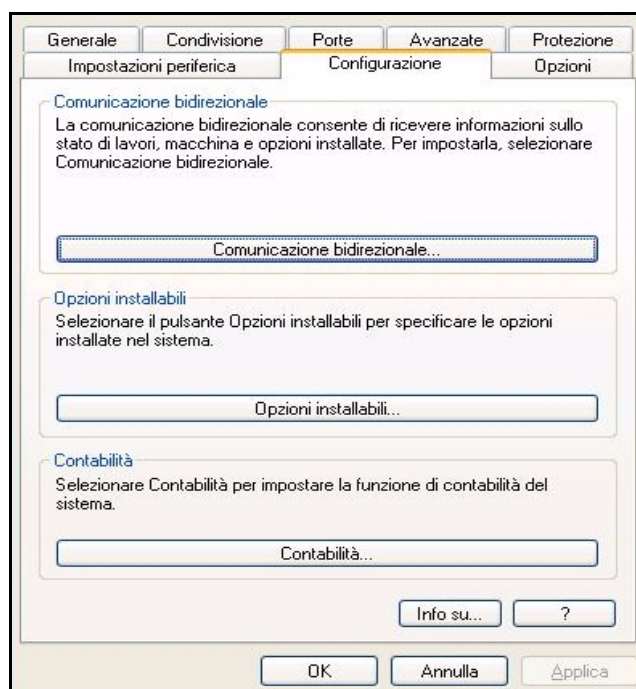 Generale Condivisione Porte Avanzate Protezione
Impostazioni periferica Configurazione Opzioni
Comunicazione bidirezionale
La comunicazione bidirezionale consente di ricevere informazioni sullo
stato di lavori, macchina e opzioni installate. Per impostarla, selezionare
Comunicazione bidirezionale.
Comunicazione bidirezionale...
Opzioni installabili
Selezionare il pulsante Opzioni installabili per specificare le opzioni
installate nel sistema.
Opzioni installabili...
Contabilità
Selezionare Contabilità per impostare la funzione di contabilità del
sistema.
Contabilità...
Info su... ?
OK Annulla Applica